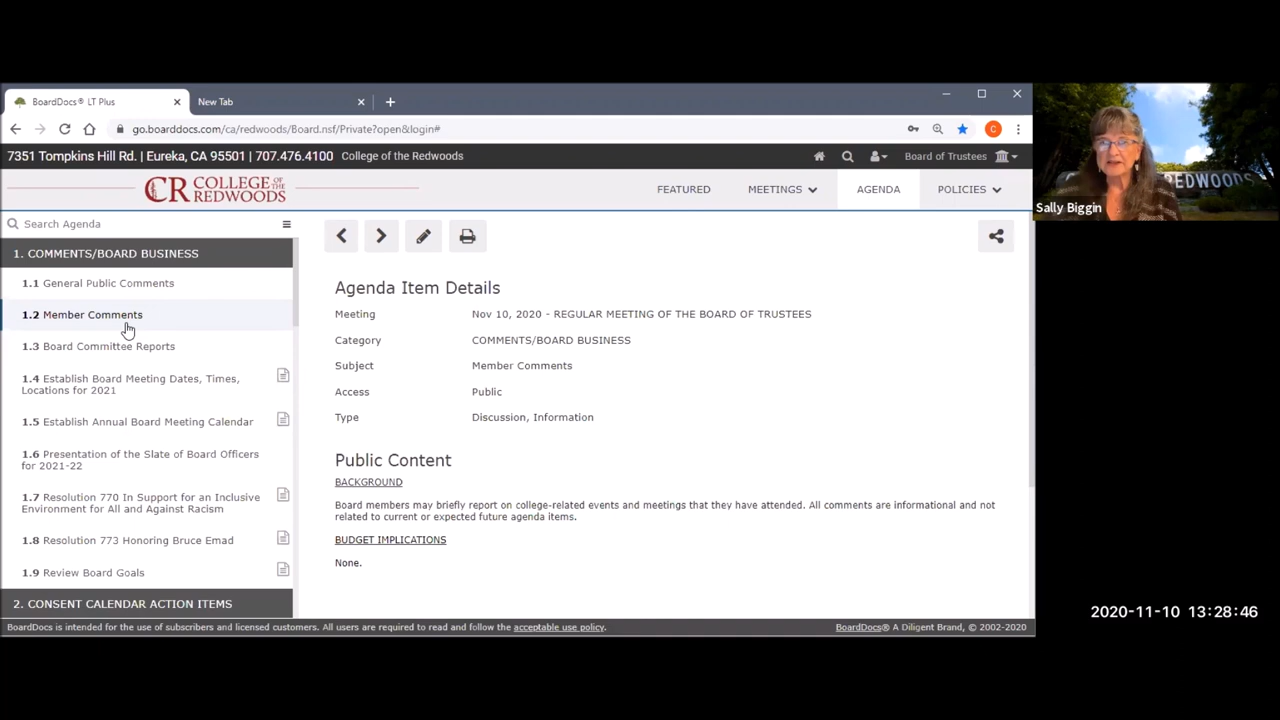 BoardDocs® LT Plus
New Tab
go.boarddocs.com/ca/redwoods/Board.nsf/Private?open&login#
C
7351 Tompkins Hill Rd. | Eureka, CA 95501 | 707.476.4100 College of the Redwoods
Board of Trustees
CR COLLEGE OF THE REDWOODS
FEATURED
MEETINGS
AGENDA
POLICIES
Search Agenda
1. COMMENTS/BOARD BUSINESS
1.1 General Public Comments
1.2 Member Comments
1.3 Board Committee Reports
1.4 Establish Board Meeting Dates, Times,
Locations for 2021
1.5 Establish Annual Board Meeting Calendar
1.6 Presentation of the Slate of Board Officers
for 2021-22
1.7 Resolution 770 In Support for an Inclusive
Environment for All and Against Racism
1.8 Resolution 773 Honoring Bruce Emad
1.9 Review Board Goals
2. CONSENT CALENDAR ACTION ITEMS
Agenda Item Details
Meeting Nov 10, 2020 - REGULAR MEETING OF THE BOARD OF TRUSTEES
Category COMMENTS/BOARD BUSINESS
Subject Member Comments
Access Public
Type Discussion, Information
Public Content
BACKGROUND
Board members may briefly report on college-related events and meetings that they have attended. All comments are informational and not
related to current or expected future agenda items.
BUDGET IMPLICATIONS
None.
BoardDocs is intended for the use of subscribers and licensed customers. All users are required to read and follow the acceptable use policy.
BoardDocs® A Diligent Brand, © 2002-2020
REDWOODS
Sally Biggin
2020-11-10 13:28:46